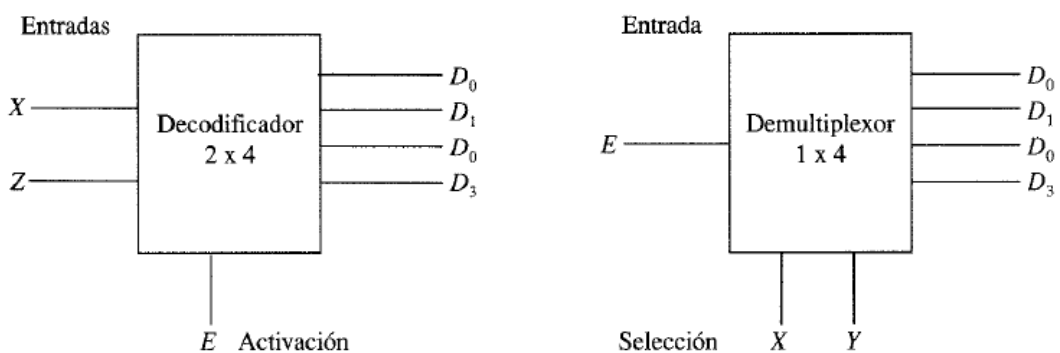 Entradas
X
Z
Decodificador
2 x 4
D₀
D₁
D₀
D₃
E Activación
Entrada
E
Demultiplexor
1 x 4
D₀
D₁
D₀
D₃
Selección X Y